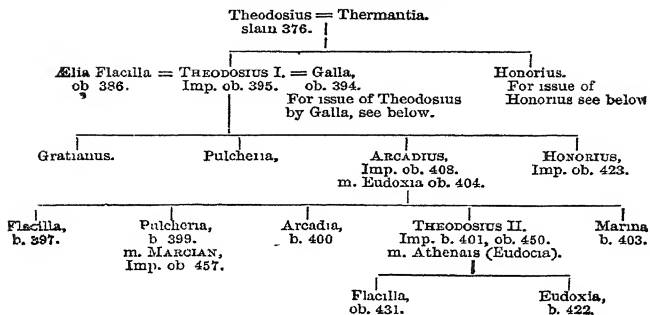 Theodosius = Thermantia.
slain 376.
Ælia Flacilla = THEODOSIUS I. = Galla, Honorius.
ob 386. Imp. ob. 395. ob. 394. For issue of
For issue of Theodosius Honorius see below
by Galla, see below.
Gratianus. Pulcheria, ARCADIUS, HONORIUS,
Imp. ob. 408. Imp. ob. 423.
m. Eudoxia ob. 404.
Flacilla, Pulcheria, Arcadia, THEODOSIUS II. Marina
b. 397. b 399. b. 400 Imp. b. 401, ob. 450. b. 403.
m. MARCIAN, m. Athenais (Eudocia).
Imp. ob 457.
Flacilla, Eudoxia,
ob. 431. b. 422.